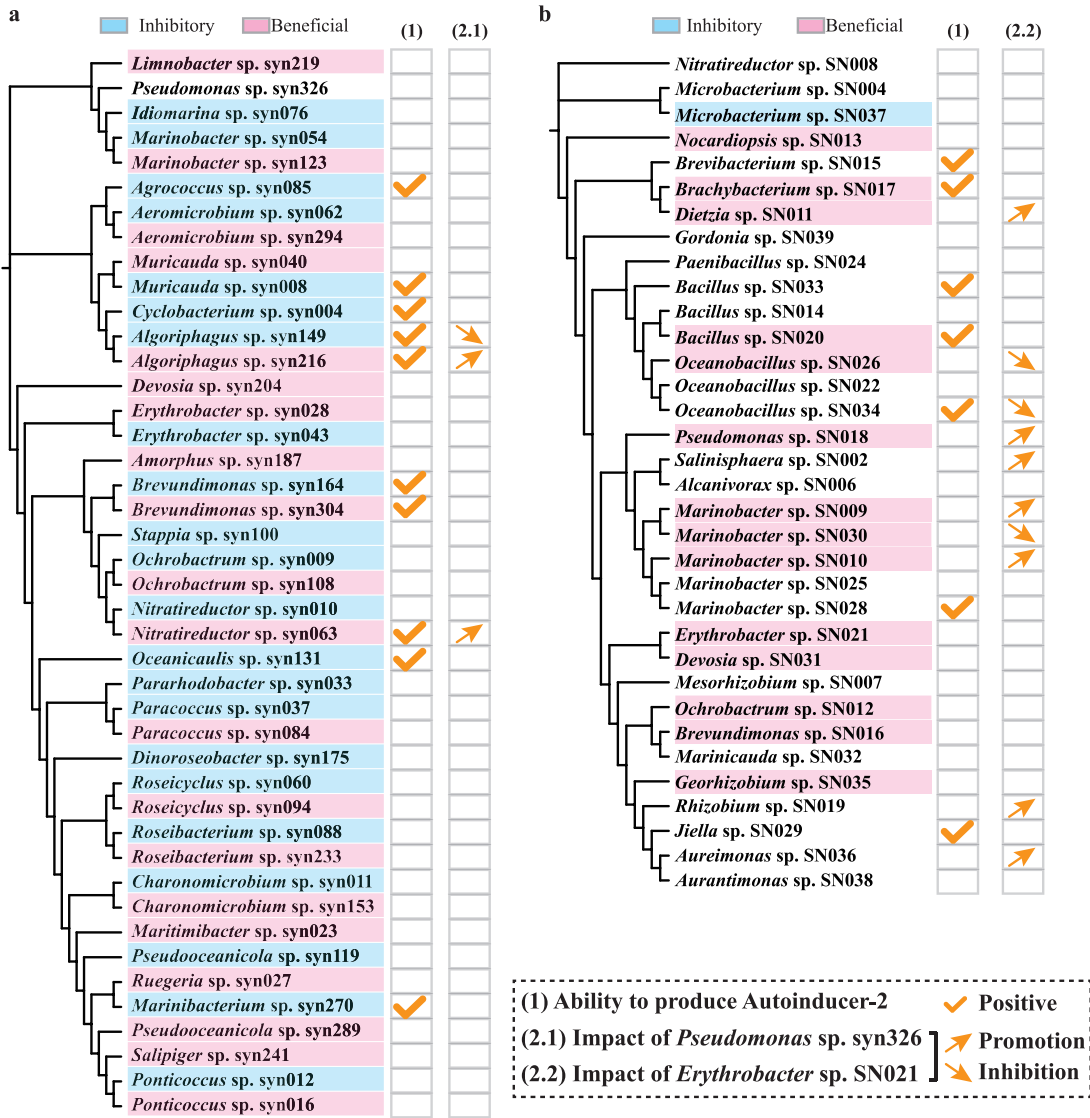 a
Inhibitory
Beneficial
(1)
(2.1)
Limnobacter sp. syn219
Pseudomonas sp. syn326
Idiomarina sp. syn076
Marinobacter sp. syn054
Marinobacter sp. syn123
Agrococcus sp. syn085
Aeromicrobium sp. syn062
Aeromicrobium sp. syn294
Muricauda sp. syn040
Muricauda sp. syn008
Cyclobacterium sp. syn004
Algoriphagus sp. syn149
Algoriphagus sp. syn216
Devosia sp. syn204
Erythrobacter sp. syn028
Erythrobacter sp. syn043
Amorphus sp. syn187
Brevundimonas sp. syn164
Brevundimonas sp. syn304
Stappia sp. syn100
Ochrobactrum sp. syn009
Ochrobactrum sp. syn108
Nitratireductor sp. syn010
Nitratireductor sp. syn063
Oceanicaulis sp. syn131
Pararhodobacter sp. syn033
Paracoccus sp. syn037
Paracoccus sp. syn084
Dinoroseobacter sp. syn175
Roseicyclus sp. syn060
Roseicyclus sp. syn094
Roseibacterium sp. syn088
Roseibacterium sp. syn233
Charonomicrobium sp. syn011
Charonomicrobium sp. syn153
Maritimibacter sp. syn023
Pseudooceanicola sp. syn119
Ruegeria sp. syn027
Marinibacterium sp. syn270
Pseudooceanicola sp. syn289
Salipiger sp. syn241
Ponticoccus sp. syn012
Ponticoccus sp. syn016
b
Inhibitory
Beneficial
(1)
(2.2)
Nitratireductor sp. SN008
Microbacterium sp. SN004
Microbacterium sp. SN037
Nocardiopsis sp. SN013
Brevibacterium sp. SN015
Brachybacterium sp. SN017
Dietzia sp. SN011
Gordonia sp. SN039
Paenibacillus sp. SN024
Bacillus sp. SN033
Bacillus sp. SN014
Bacillus sp. SN020
Oceanobacillus sp. SN026
Oceanobacillus sp. SN022
Oceanobacillus sp. SN034
Pseudomonas sp. SN018
Salinisphaera sp. SN002
Alcanivorax sp. SN006
Marinobacter sp. SN009
Marinobacter sp. SN030
Marinobacter sp. SN010
Marinobacter sp. SN025
Marinobacter sp. SN028
Erythrobacter sp. SN021
Devosia sp. SN031
Mesorhizobium sp. SN007
Ochrobactrum sp. SN012
Brevundimonas sp. SN016
Marinicauda sp. SN032
Georhizobium sp. SN035
Rhizobium sp. SN019
Jiella sp. SN029
Aureimonas sp. SN036
Aurantimonas sp. SN038
(1) Ability to produce Autoinducer-2
Positive
(2.1) Impact of Pseudomonas sp. syn326
Promotion
(2.2) Impact of Erythrobacter sp. SN021
Inhibition